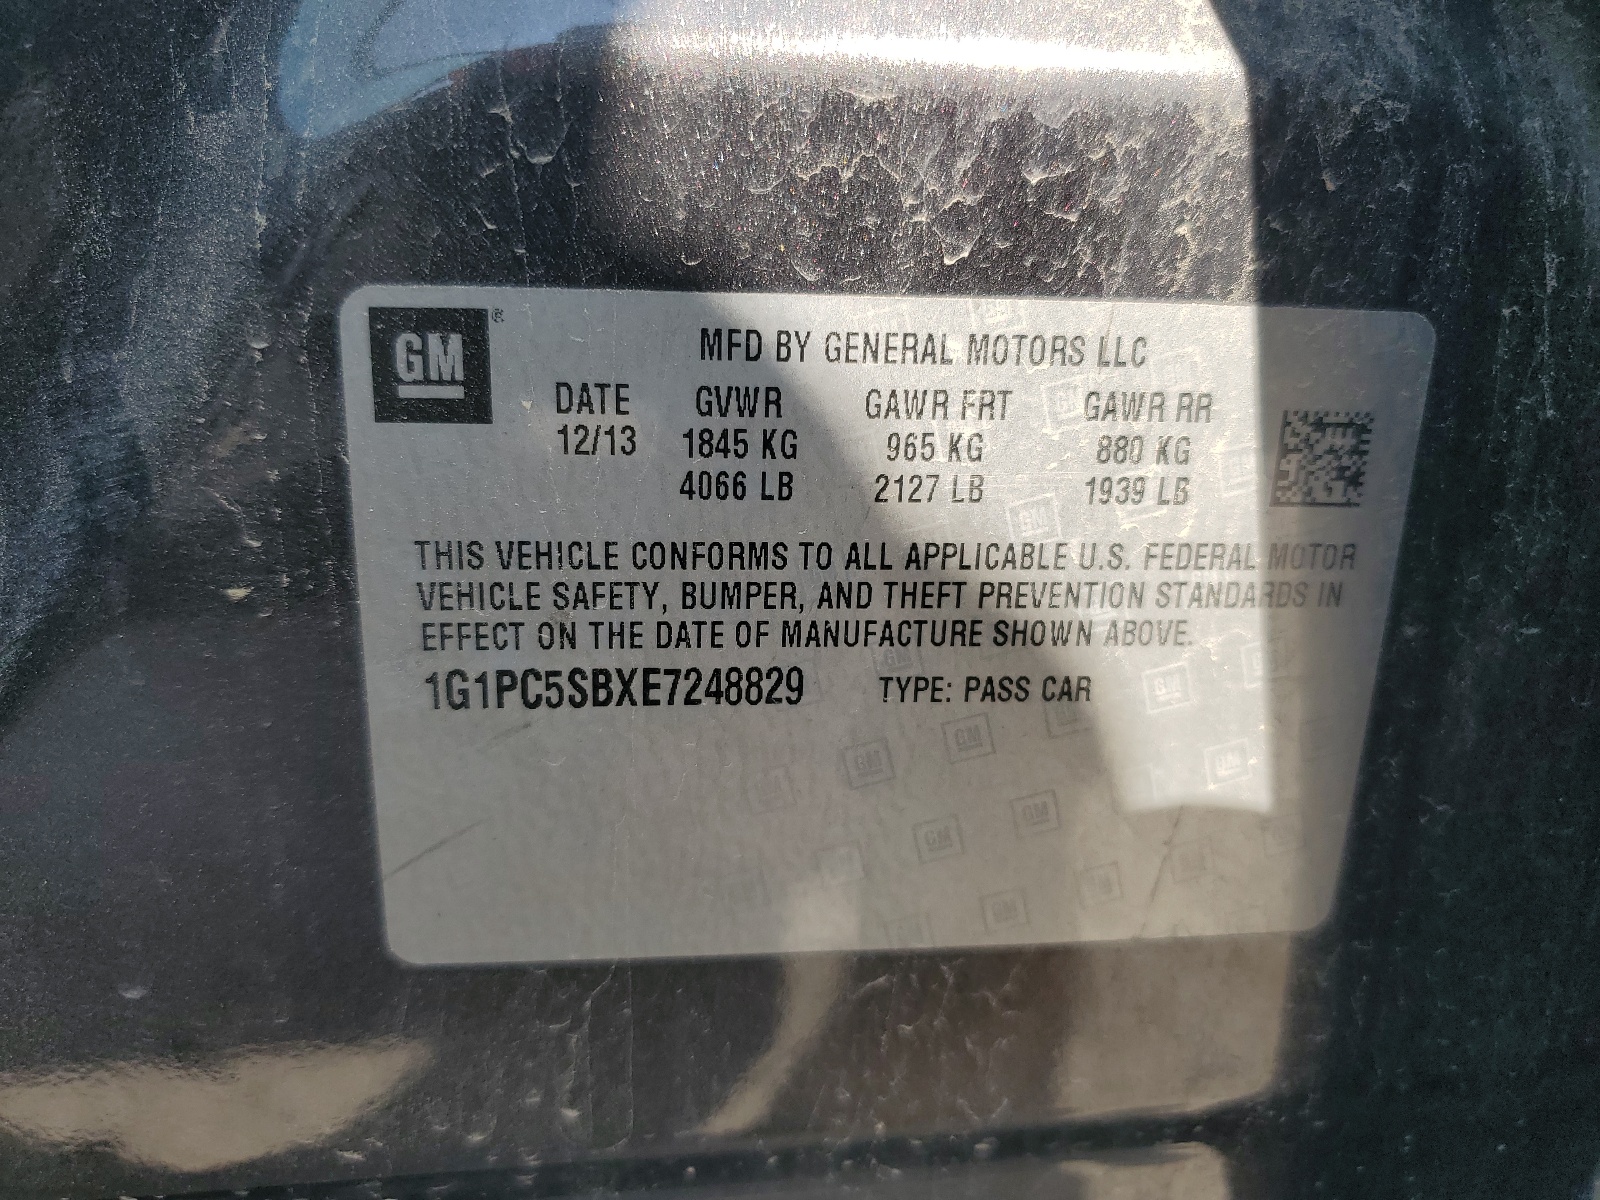 GM®
MFD BY GENERAL MOTORS LLC
DATE GVWR GAWR FRT GAWR RR
12/13 1845 KG 965 KG 880 KG
4066 LB 2127 LB 1939 LB
THIS VEHICLE CONFORMS TO ALL APPLICABLE U.S. FEDERAL MOTOR
VEHICLE SAFETY, BUMPER, AND THEFT PREVENTION STANDARDS IN
EFFECT ON THE DATE OF MANUFACTURE SHOWN ABOVE.
1G1PC5SBXE7248829 TYPE: PASS CAR